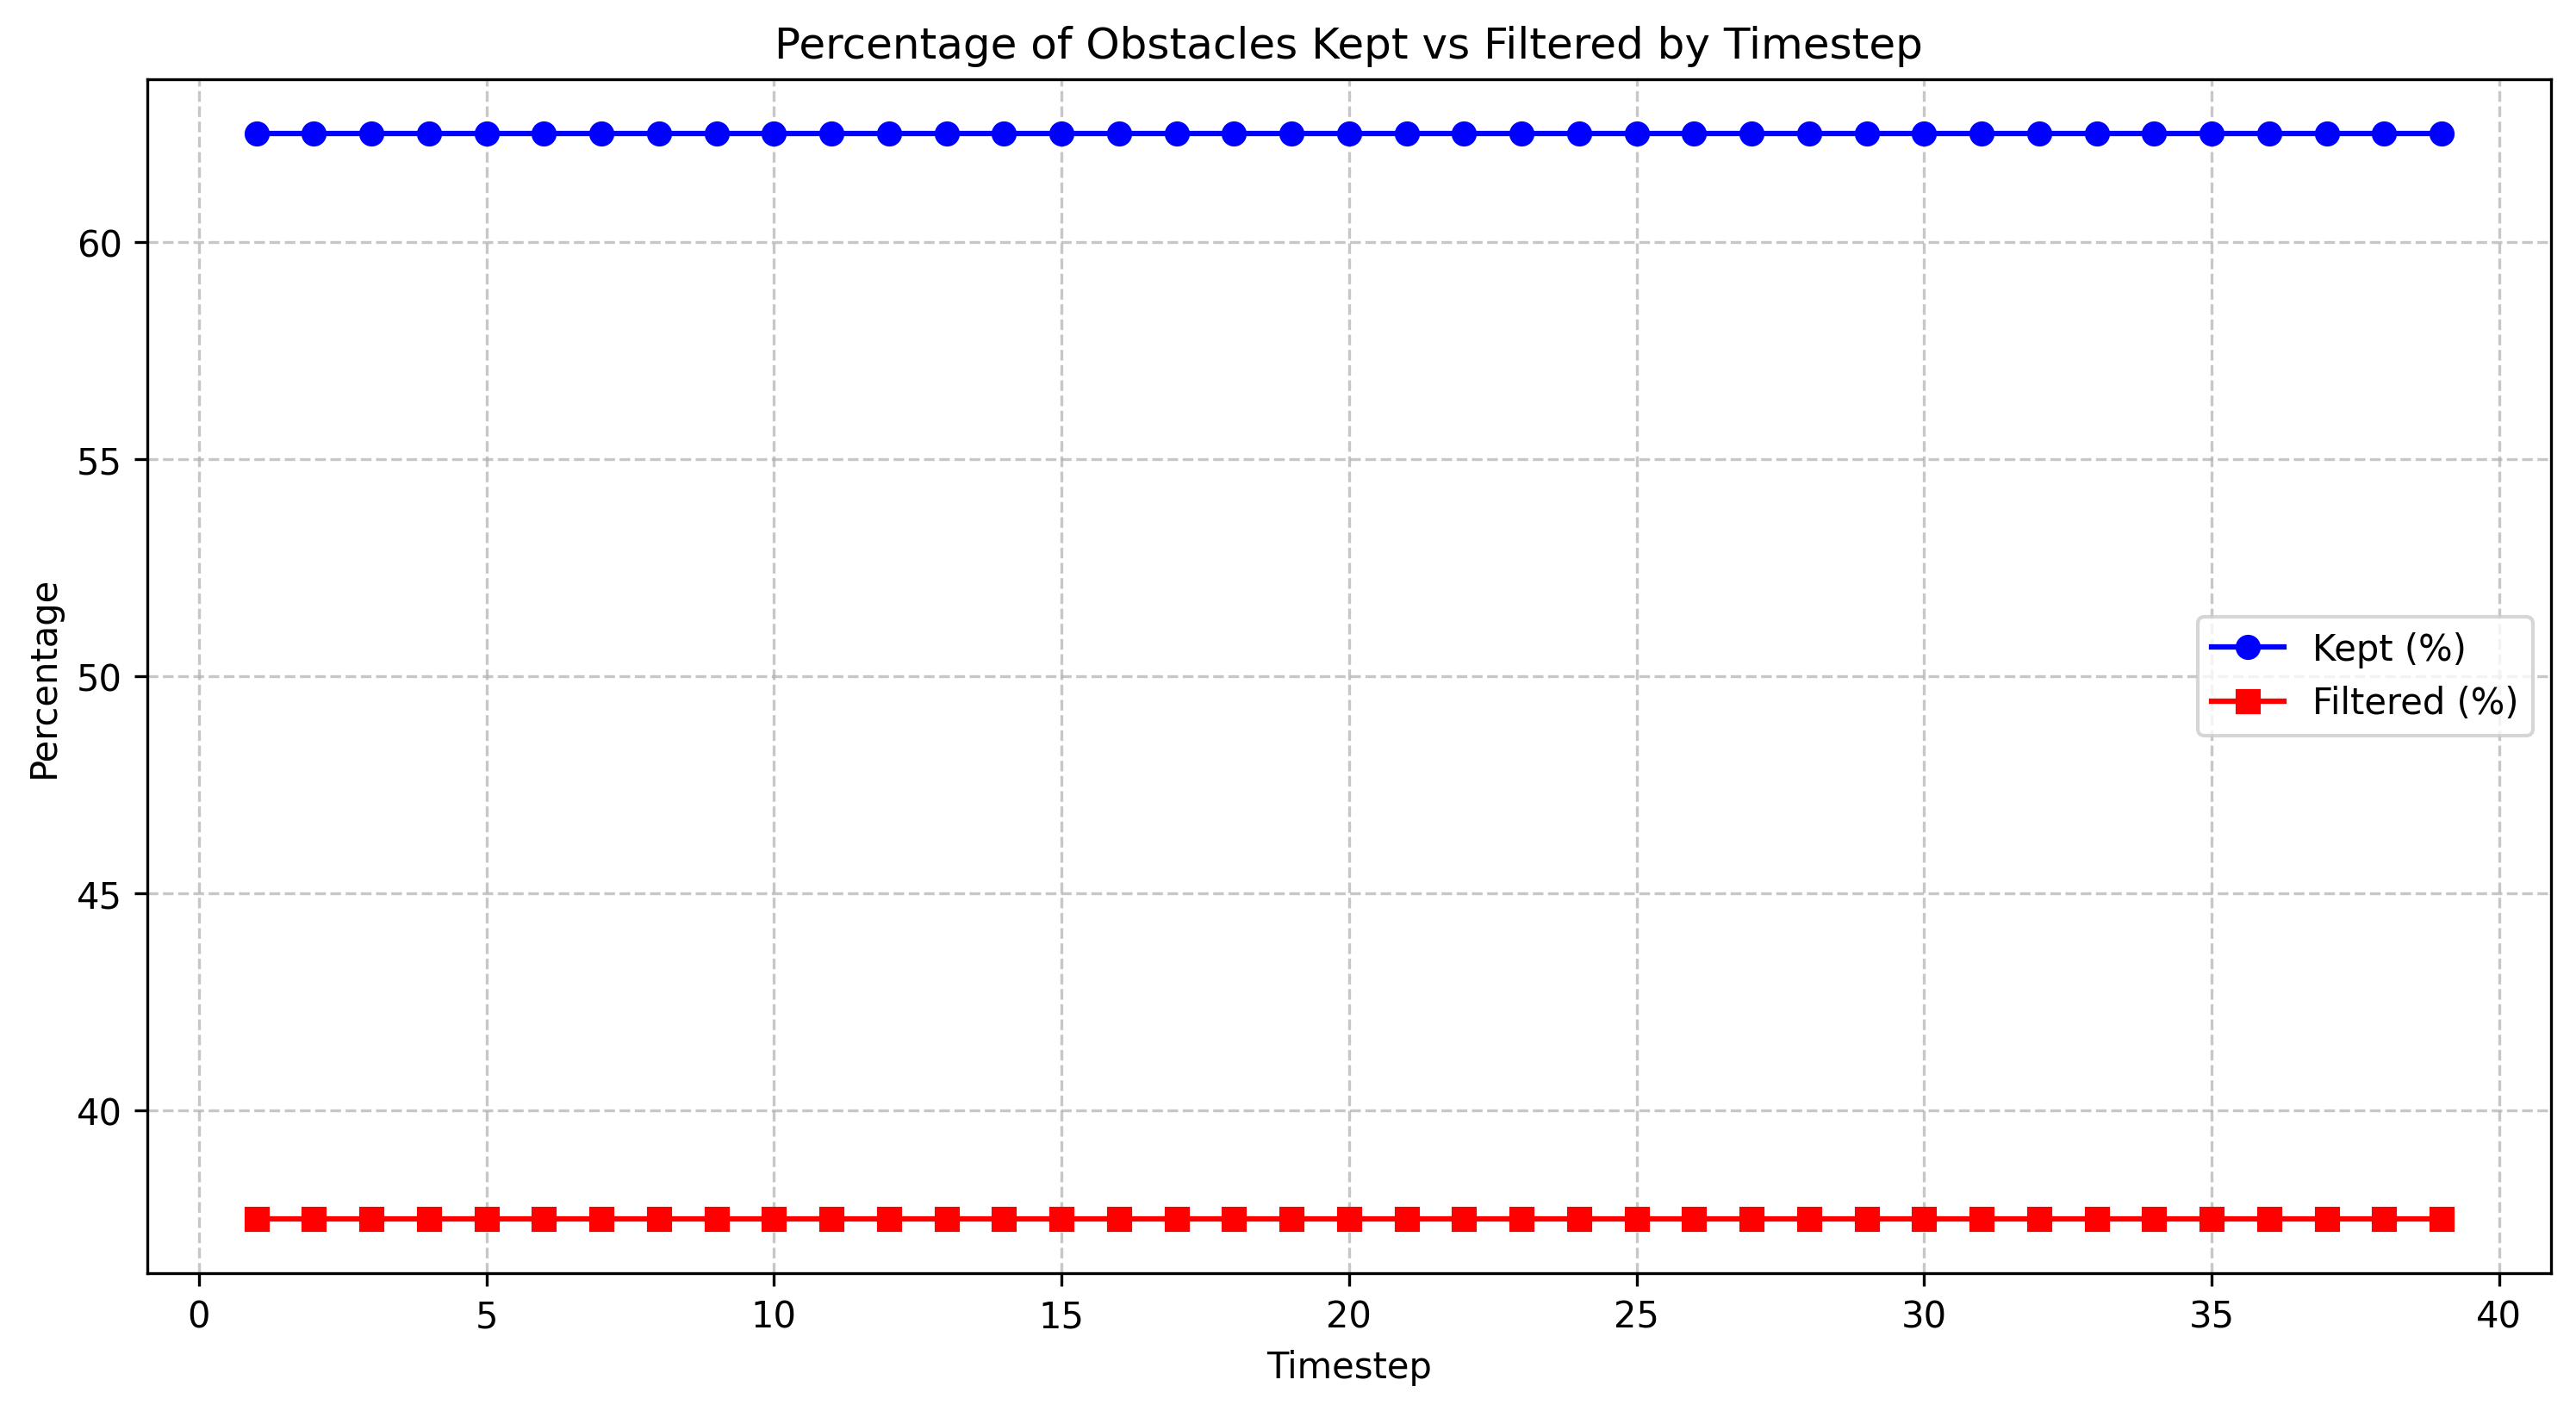 Percentage of Obstacles Kept vs Filtered by Timestep
Percentage
60
55
50
45
40
Kept (%)
Filtered (%)
0 5 10 15 20 25 30 35 40
Timestep